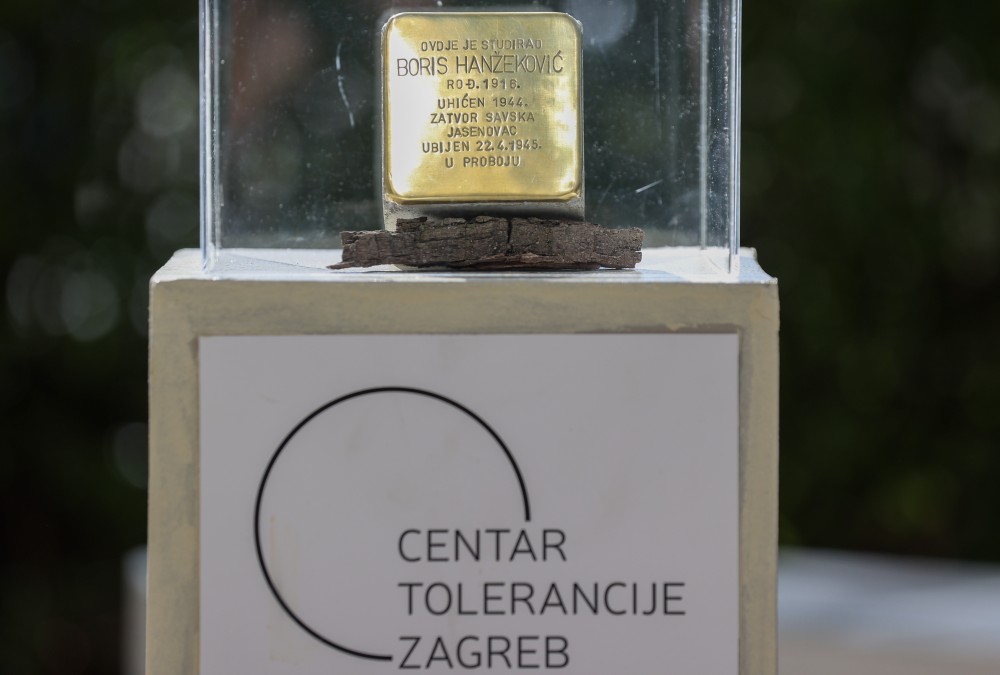 OVDJE JE STUDIRAO
BORIS HANŽEKOVIĆ
ROĐ.1916.
UHIĆEN 1944.
ZATVOR SAVSKA
JASENOVAC
UBIJEN 22.4.1945.
U PROBOJU
CENTAR
TOLERANCIJE
ZAGREB